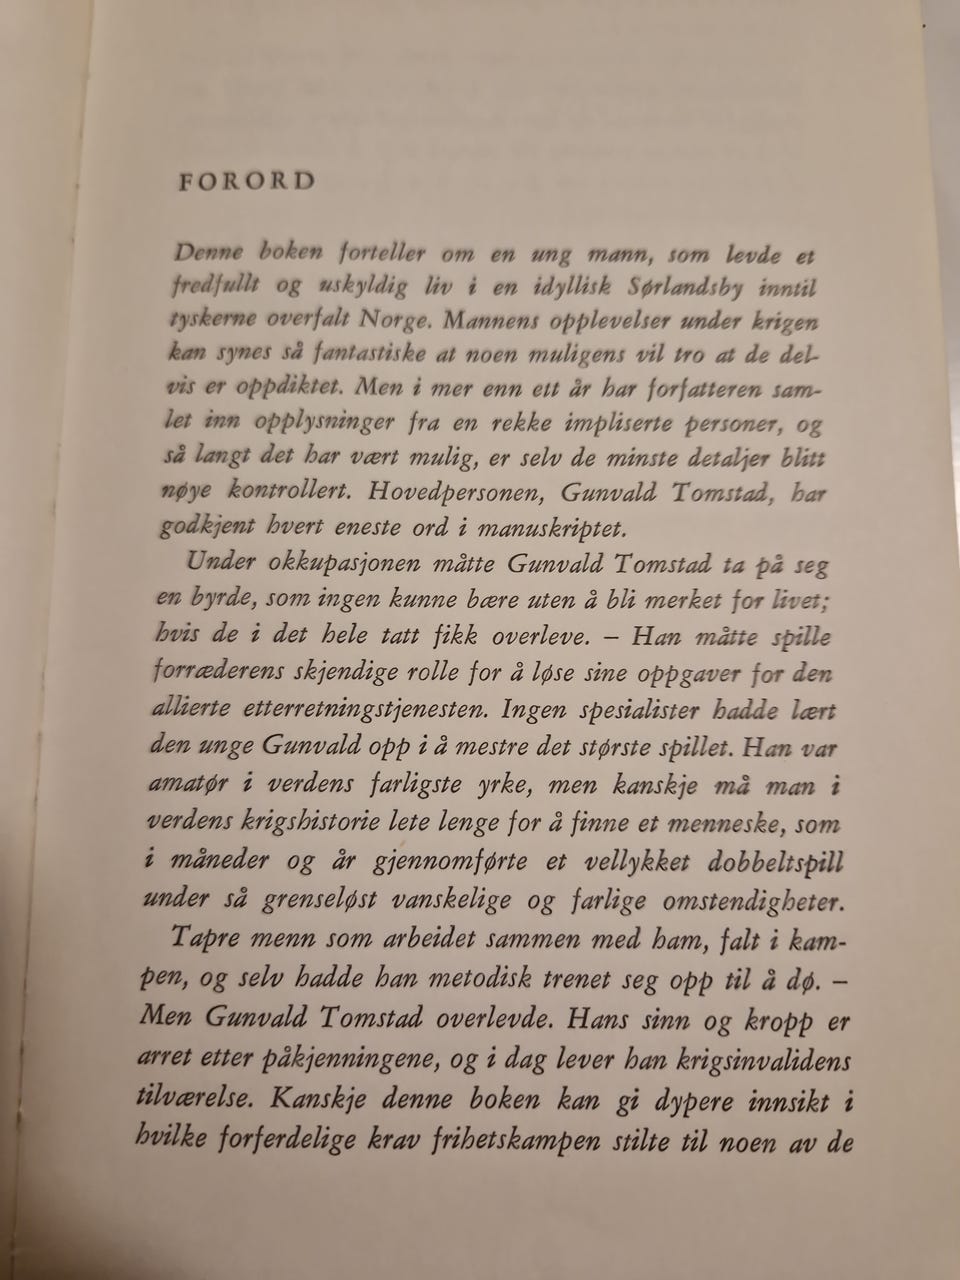 FORORD
Denne boken forteller om en ung mann, som levde et
fredfullt og uskyldig liv i en idyllisk Sørlandsby inntil
tyskerne overfalt Norge. Mannens opplevelser under krigen
kan synes så fantastiske at noen muligens vil tro at de del-
vis er oppdiktet. Men i mer enn ett år har forfatteren sam-
let inn opplysninger fra en rekke impliserte personer, og
så langt det har vært mulig, er selv de minste detaljer blitt
nøye kontrollert. Hovedpersonen, Gunvald Tomstad, har
godkjent hvert eneste ord i manuskriptet.
Under okkupasjonen måtte Gunvald Tomstad ta på seg
en byrde, som ingen kunne bære uten å bli merket for livet;
hvis de i det hele tatt fikk overleve. – Han måtte spille
forræderens skjendige rolle for å løse sine oppgaver for den
allierte etterretningstjenesten. Ingen spesialister hadde lært
den unge Gunvald opp i å mestre det største spillet. Han var
amatør i verdens farligste yrke, men kanskje må man i
verdens krigshistorie lete lenge for å finne et menneske, som
i måneder og år gjennomførte et vellykket dobbeltspill
under så grenseløst vanskelige og farlige omstendigheter.
Tapre menn som arbeidet sammen med ham, falt i kam-
pen, og selv hadde han metodisk trenet seg opp til å dø. –
Men Gunvald Tomstad overlevde. Hans sinn og kropp er
arret etter påkjenningene, og i dag lever han krigsinvalidens
tilværelse. Kanskje denne boken kan gi dypere innsikt i
hvilke forferdelige krav frihetskampen stilte til noen av de